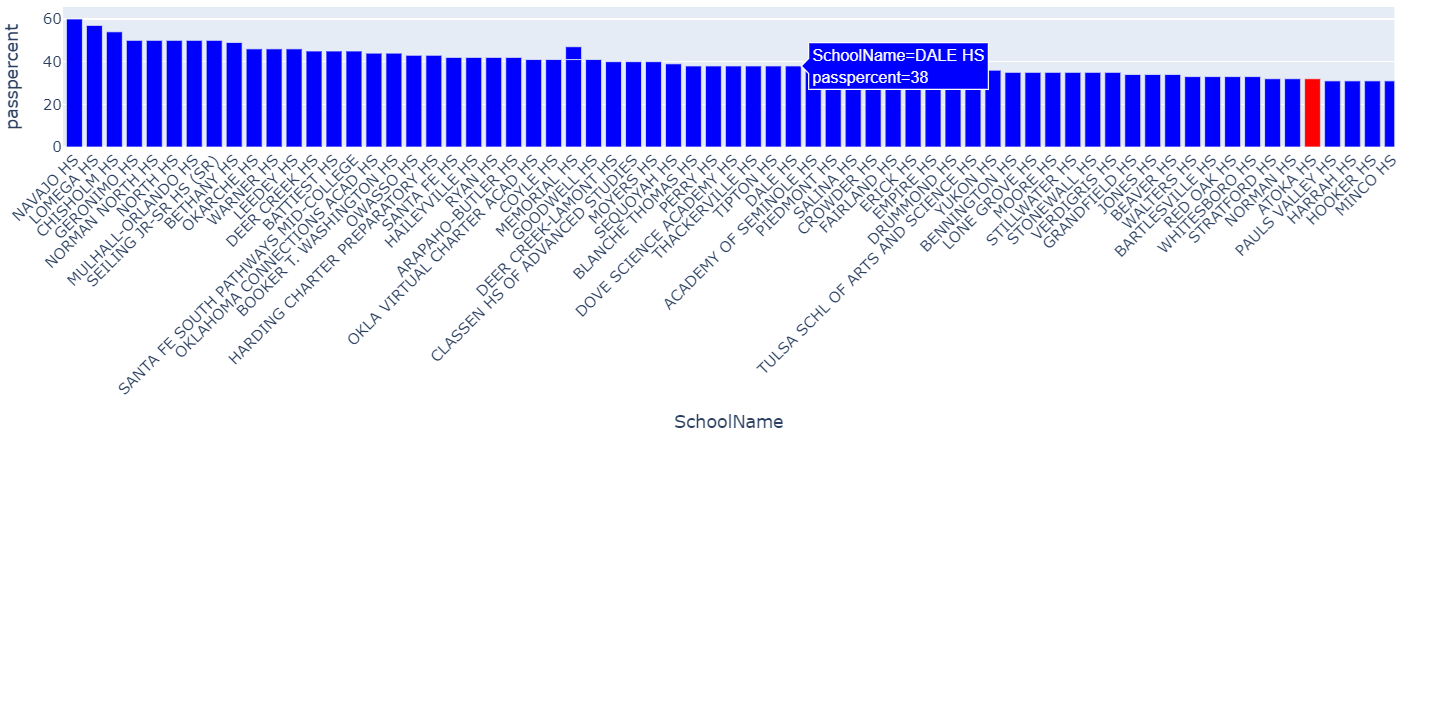 passpercent
60
40
20
0
SchoolName=DALE HS
passpercent=38
NAVAJO HS
LOMEGA HS
CHISHOLM HS
GERONIMO HS
NORMAN NORTH HS
NORTH HS
MULHALL-ORLANDO HS
SEILING JR-SR HS (SR)
BETHANY HS
OKARCHE HS
WARNER HS
LEEDEY HS
DEER CREEK HS
BATTIEST HS
SANTA FE SOUTH PATHWAYS MID-COLLEGE
OKLAHOMA CONNECTIONS ACAD HS
BOOKER T. WASHINGTON HS
OWASSO HS
HARDING CHARTER PREPARATORY HS
SANTA FE HS
HAILEYVILLE HS
RYAN HS
ARAPAHO-BUTLER HS
OKLA VIRTUAL CHARTER ACAD HS
COYLE HS
MEMORIAL HS
GOODWELL HS
DEER CREEK-LAMONT HS
CLASSEN HS OF ADVANCED STUDIES
MOYERS HS
SEQUOYAH HS
BLANCHE THOMAS HS
PERRY HS
DOVE SCIENCE ACADEMY HS
THACKERVILLE HS
TIPTON HS
DALE HS
ACADEMY OF SEMINOLE HS
PIEDMONT HS
SALINA HS
CROWDER HS
FAIRLAND HS
ERICK HS
EMPIRE HS
DRUMMOND HS
TULSA SCHL OF ARTS AND SCIENCE HS
YUKON HS
BENNINGTON HS
LONE GROVE HS
MOORE HS
STILLWATER HS
STONEWALL HS
VERDIGRIS HS
GRANDFIELD HS
JONES HS
BEAVER HS
WALTERS HS
BARTLESVILLE HS
RED OAK HS
WHITESBORO HS
STRATFORD HS
NORMAN HS
ATOKA HS
PAULS VALLEY HS
HARRAH HS
HOOKER HS
MINCO HS
SchoolName